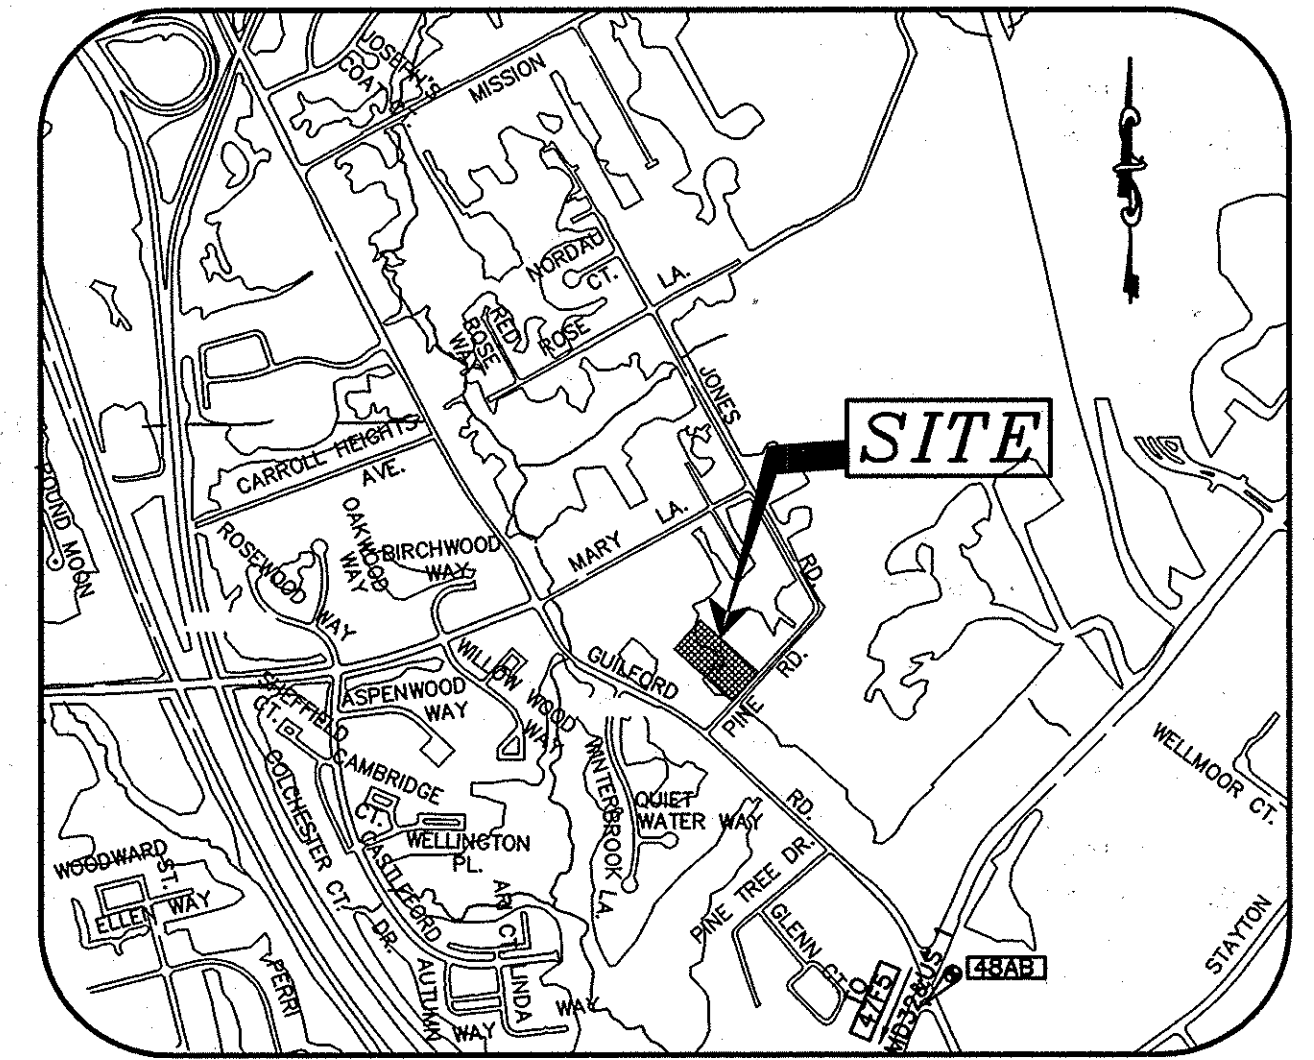 JOSEPH'S
COAT
MISSION
NORDAU
CT.
LA.
RED
ROSE
WAY
ROSE
JONES
SITE
CARROLL HEIGHTS
AVE.
ROUND MOON
OAKWOOD
WAY
BIRCHWOOD
WAY
MARY
LA.
ROSEWOOD
WAY
RD.
GUILFORD
PINE
RD.
WILLOW WOOD
WAY
ASPENWOOD
WAY
SHEFFIELD
CT.
COLCHESTER CT.
CAMBRIDGE
CT.
WINTERBROOK
LA.
QUIET
WATER WAY
RD.
WELLMOOR CT.
WELLINGTON
PL.
CASTLEFORD
DR.
PINE TREE DR.
GLENN CT.
WOODWARD
ST.
ELLEN WAY
PERRI
CT.
AUTUMN
WAY
LINDA
WAY
TO
47F5
MD32&US 1
48AB
STAYTON